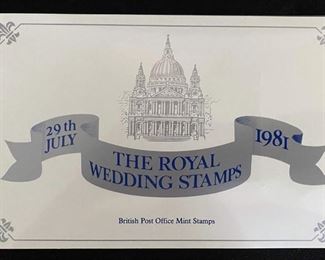 29th
JULY
THE ROYAL
WEDDING STAMPS
1981
British Post Office Mint Stamps